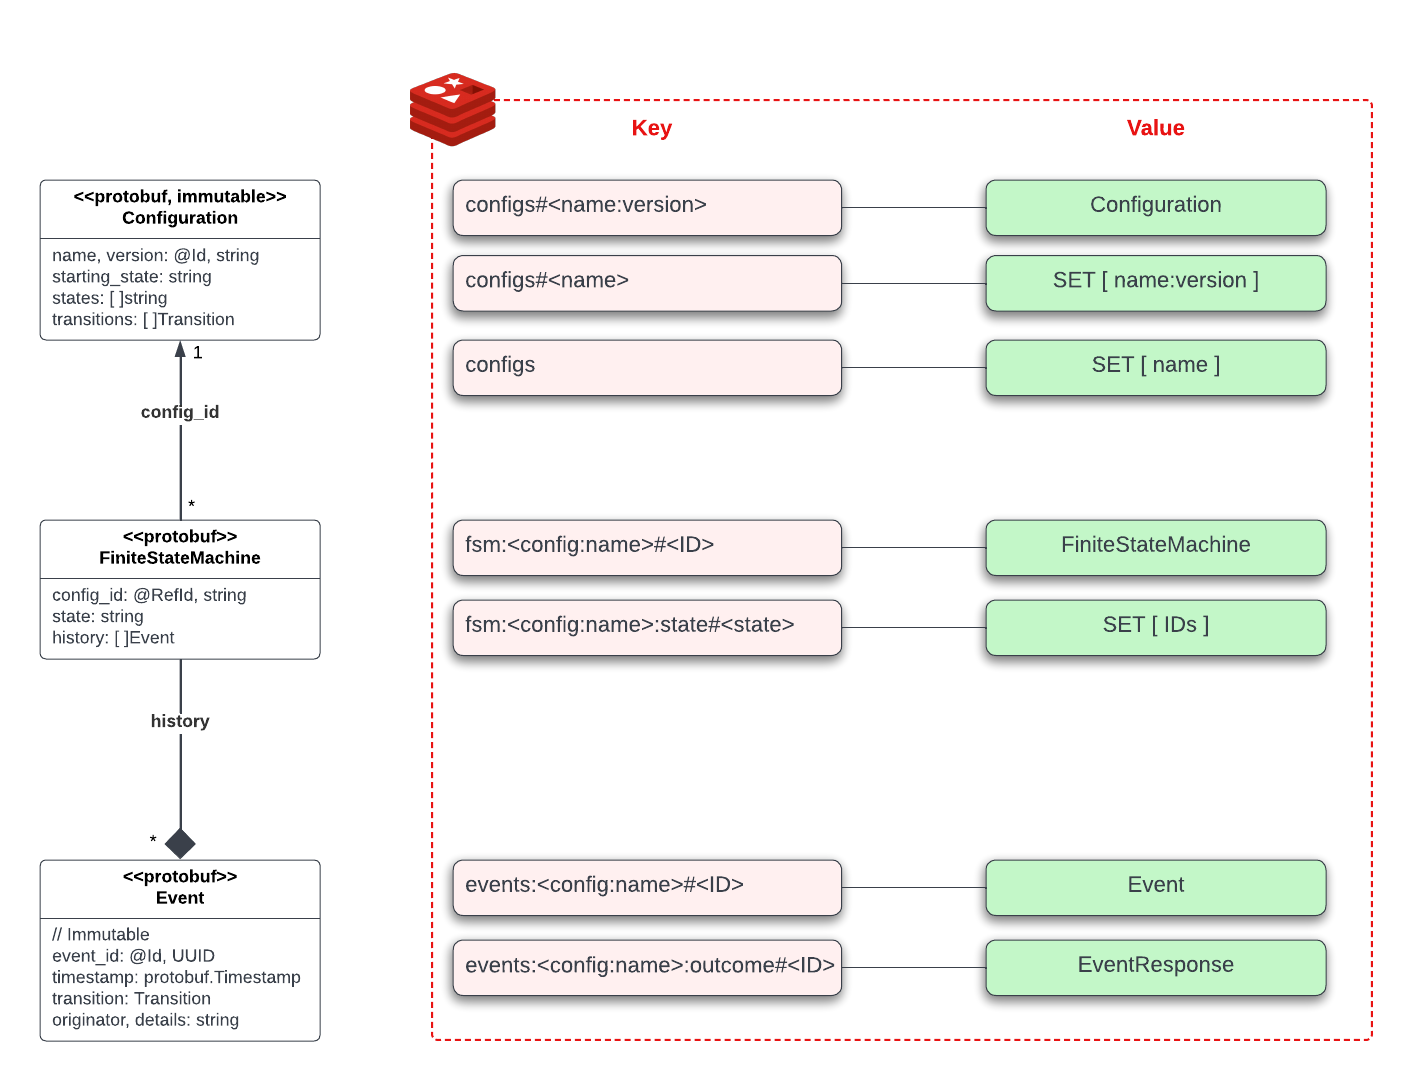 Key
Value
<<protobuf, immutable>>
Configuration
name, version: @Id, string
starting_state: string
states: [ ]string
transitions: [ ]Transition
1
config_id
*
<<protobuf>>
FiniteStateMachine
config_id: @RefId, string
state: string
history: [ ]Event
history
*
<<protobuf>>
Event
// Immutable
event_id: @Id, UUID
timestamp: protobuf.Timestamp
transition: Transition
originator, details: string
configs#<name:version>
Configuration
configs#<name>
SET [ name:version ]
configs
SET [ name ]
fsm:<config:name>#<ID>
FiniteStateMachine
fsm:<config:name>:state#<state>
SET [ IDs ]
events:<config:name>#<ID>
Event
events:<config:name>:outcome#<ID>
EventResponse